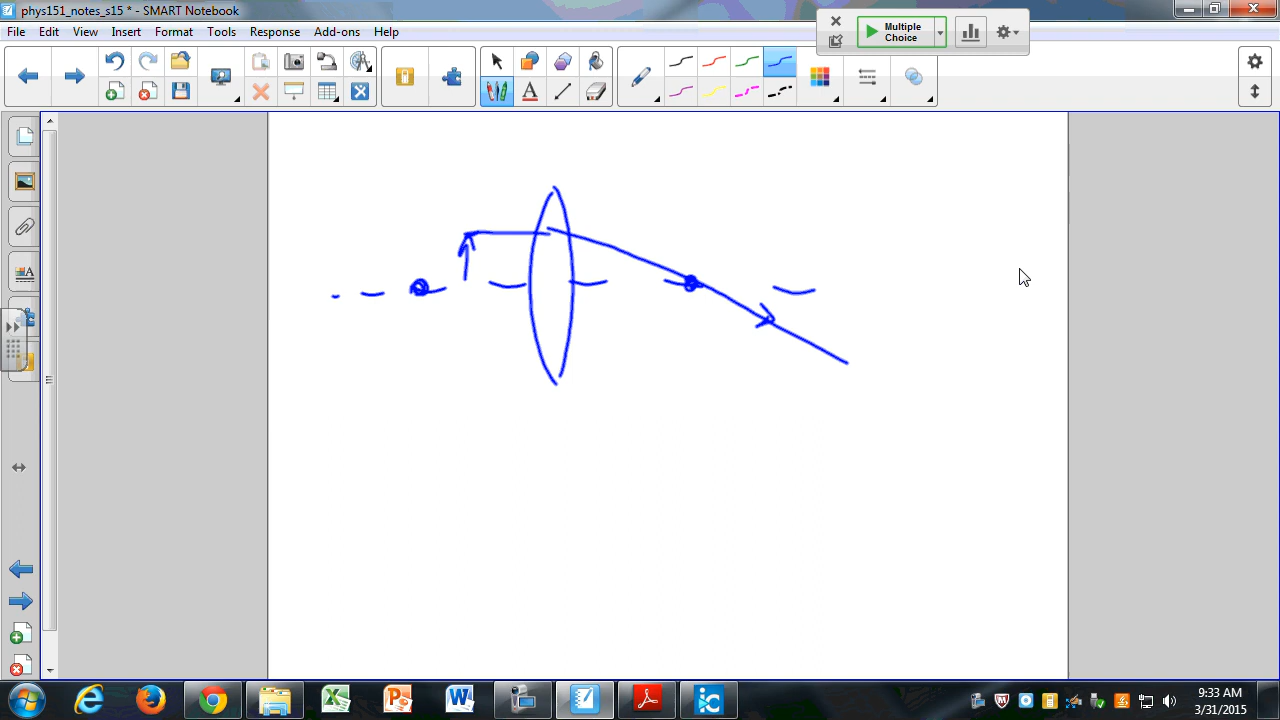 phys151_notes_s15 * - SMART Notebook
File Edit View Insert Format Tools Response Add-ons Help
Multiple
Choice
9:33 AM
3/31/2015